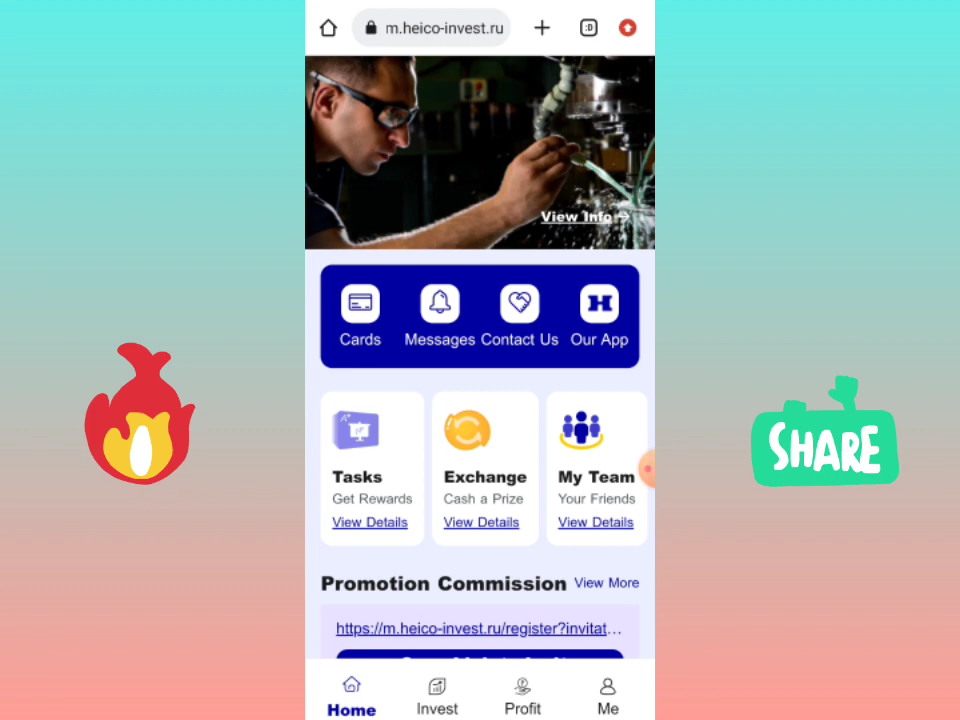 m.heico-invest.ru
:D
View Info →
Cards
Messages
Contact Us
H
Our App
Tasks
Get Rewards
View Details
Exchange
Cash a Prize
View Details
My Team
Your Friends
View Details
SHARE
Promotion Commission
View More
https://m.heico-invest.ru/register?invitat...
Home
Invest
Profit
Me